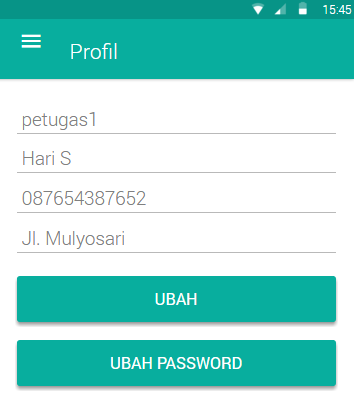 15:45
Profil
petugas1
Hari S
087654387652
Jl. Mulyosari
UBAH
UBAH PASSWORD